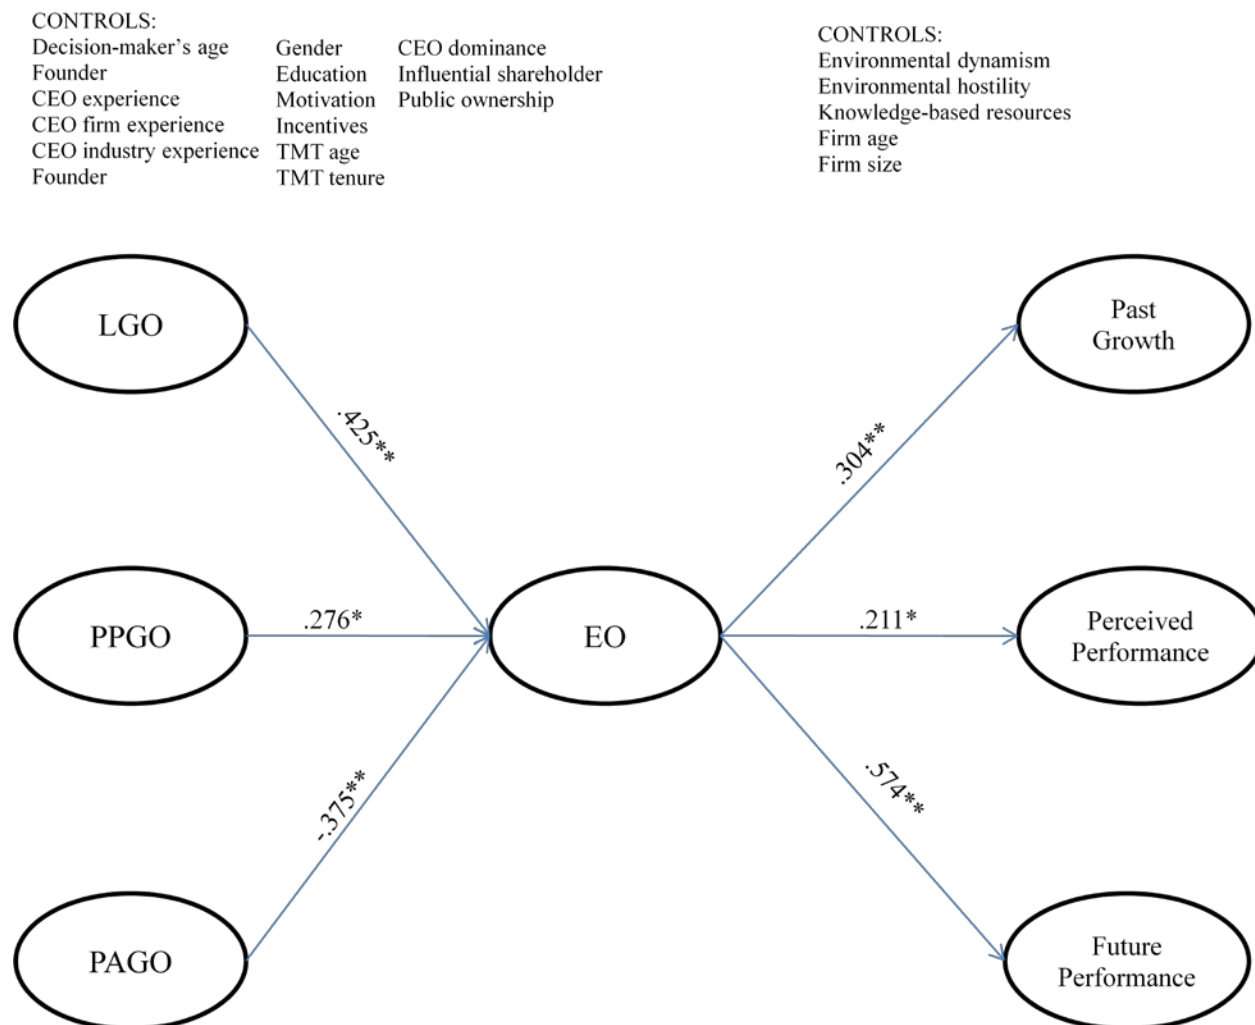 CONTROLS:
Decision-maker's age
Founder
CEO experience
CEO firm experience
CEO industry experience
Founder
Gender
Education
Motivation
Incentives
TMT age
TMT tenure
CEO dominance
Influential shareholder
Public ownership
CONTROLS:
Environmental dynamism
Environmental hostility
Knowledge-based resources
Firm age
Firm size
LGO
.425**
.304**
Past
Growth
PPGO
.276*
EO
.211*
Perceived
Performance
-.375**
.574**
PAGO
Future
Performance